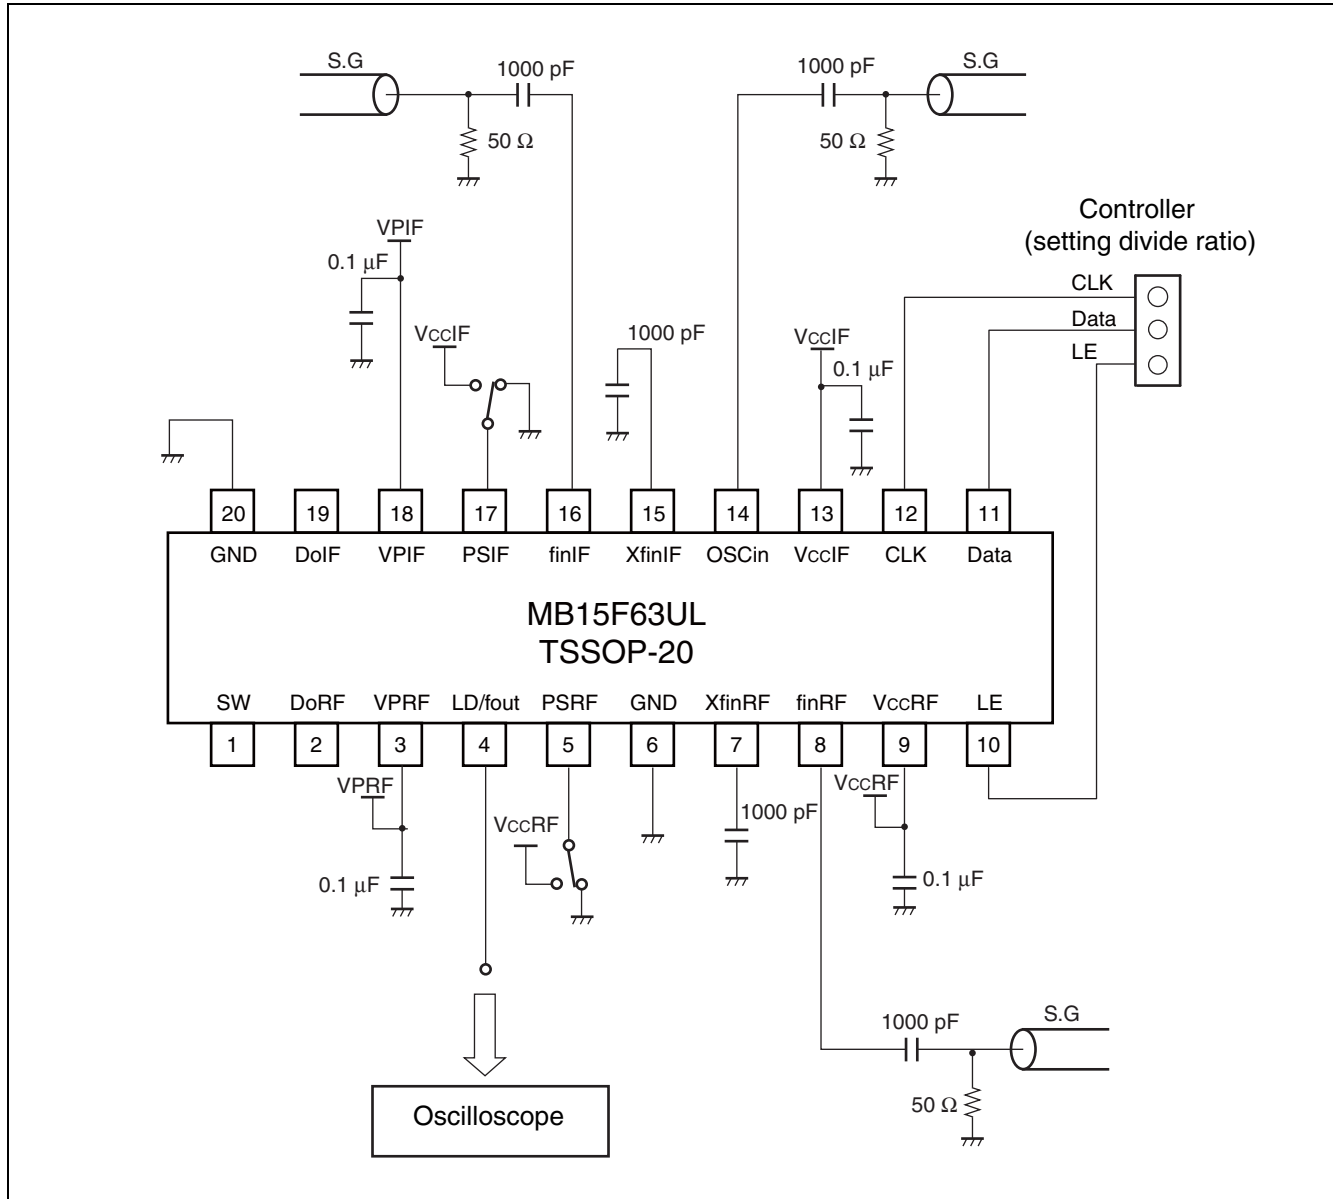 S.G
1000 pF
1000 pF
S.G
50 Ω
50 Ω
Controller
(setting divide ratio)
VPIF
0.1 μF
CLK
Data
LE
VCCIF
1000 pF
VCCIF
0.1 μF
20 19 18 17 16 15 14 13 12 11
GND DoIF VPIF PSIF finIF XfinIF OSCin VCCIF CLK Data
MB15F63UL
TSSOP-20
SW DoRF VPRF LD/fout PSRF GND XfinRF finRF VCCRF LE
1 2 3 4 5 6 7 8 9 10
VPRF
VCCRF
1000 pF
VCCRF
0.1 μF
0.1 μF
S.G
1000 pF
50 Ω
Oscilloscope